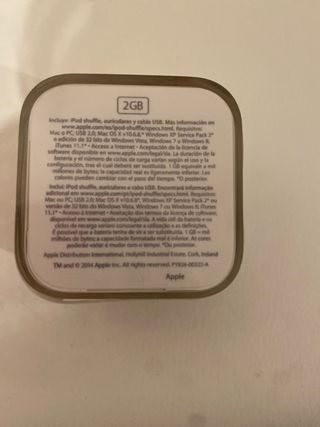 2GB
Incluye: iPod shuffle, auriculares y cable USB. Más información en
www.apple.com/es/ipod-shuffle/specs.html. Requisitos:
Mac o PC; USB 2.0; Mac OS X v10.6.8,* Windows XP Service Pack 3*
o edición de 32 bits de Windows Vista, Windows 7 u Windows 8;
iTunes 11.1* • Acceso a Internet • Aceptación de la licencia de
software disponible en www.apple.com/legal/sla. La duración de la
batería y el número de ciclos de carga varían según el uso y la
configuración, tras el cual deberá ser sustituida. 1 GB equivale a mil
millones de bytes; la capacidad real es ligeramente inferior. Los
colores pueden cambiar con el paso del tiempo. *O posterior.
Inclui: iPod shuffle, auriculares e cabo USB. Encontrará informação
adicional em www.apple.com/pt/ipod-shuffle/specs.html. Requisitos:
Mac ou PC; USB 2.0; Mac OS X v10.6.8*, Windows XP Service Pack 3* ou
versão de 32 bits do Windows Vista, Windows 7 ou Windows 8; iTunes
11.1* • Acesso à Internet • Aceitação dos termos da licença de software,
disponível em www.apple.com/legal/sla. A vida útil da bateria e os
ciclos de recarga variam consoante a utilização e as definições.
É possível que a bateria tenha de vir a ser substituída. 1 GB = mil
milhões de bytes; a capacidade formatada real é inferior. As cores
poderão variar e mudar com o tempo. *Ou posterior.
Apple Distribution International, Hollyhill Industrial Estate, Cork, Ireland
TM and © 2014 Apple Inc. All rights reserved.
Apple